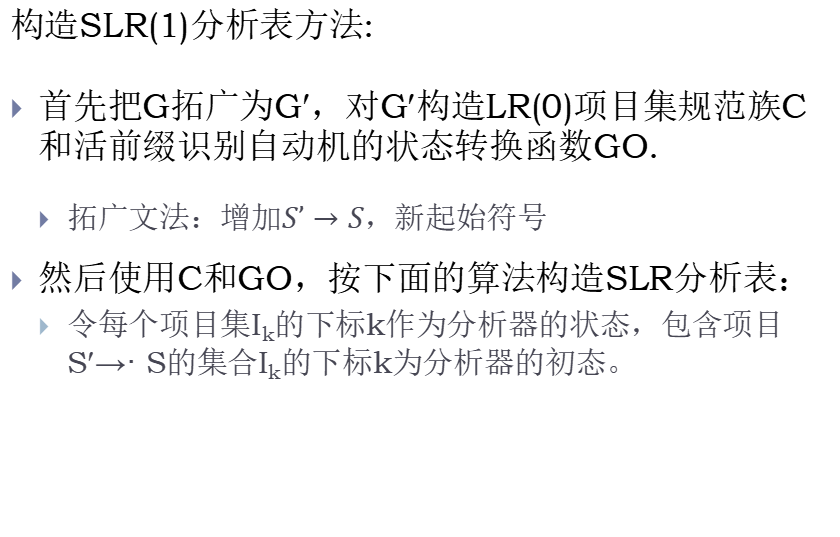 构造SLR(1)分析表方法:
首先把G拓广为G′，对G′构造LR(0)项目集规范族C
和活前缀识别自动机的状态转换函数GO.
拓广文法：增加S’ → S，新起始符号
然后使用C和GO，按下面的算法构造SLR分析表：
令每个项目集Iₖ的下标k作为分析器的状态，包含项目
S′→· S的集合Iₖ的下标k为分析器的初态。